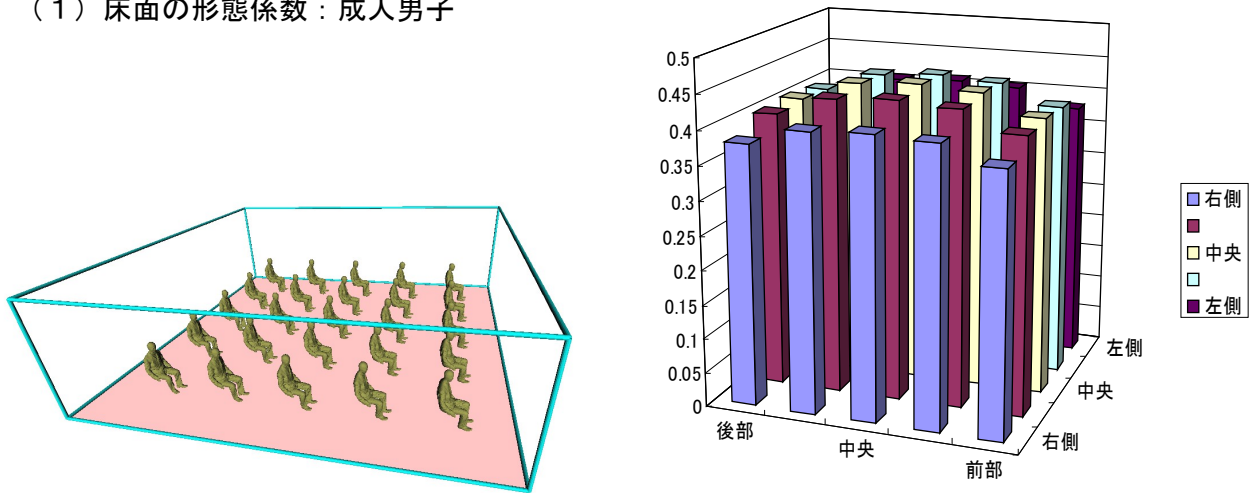 （１）床面の形態係数：成人男子
0.5
0.45
0.4
0.35
0.3
0.25
0.2
0.15
0.1
0.05
0
後部
中央
前部
右側
中央
左側
右側
中央
左側